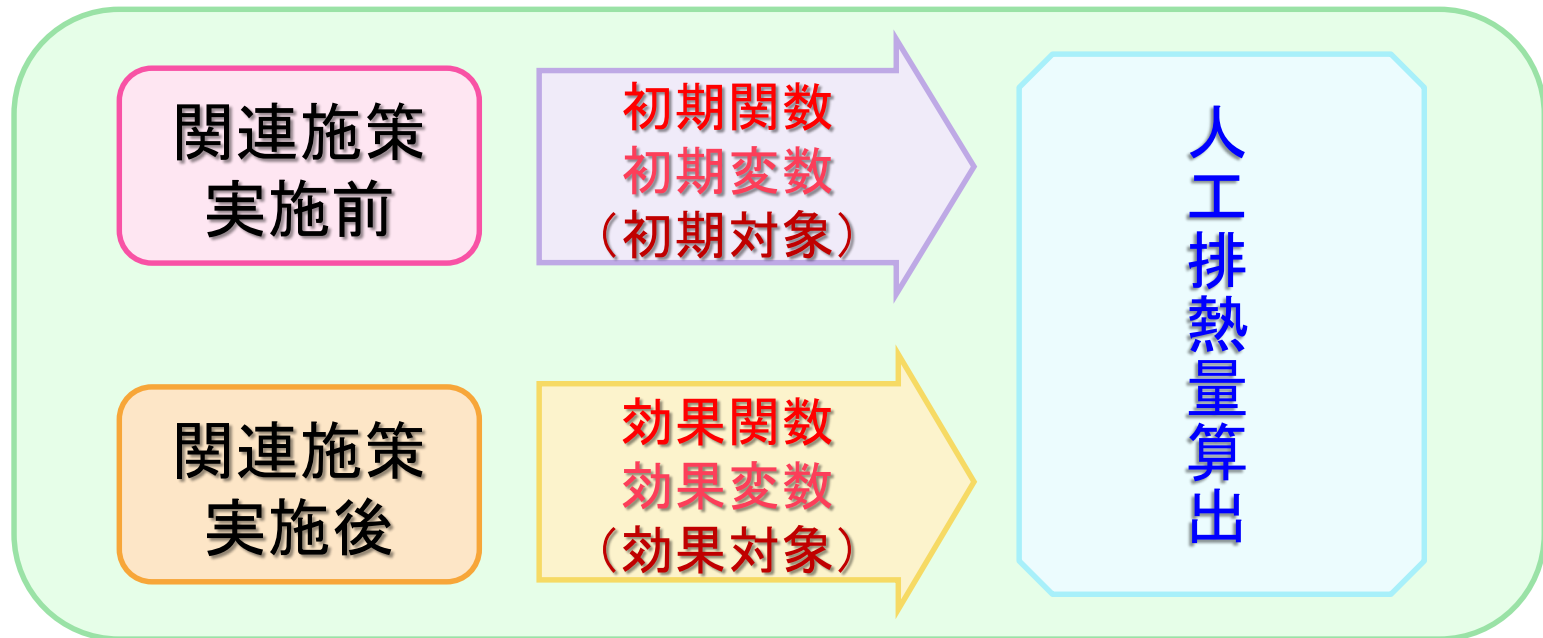 関連施策
実施前
初期関数
初期変数
（初期対象）
関連施策
実施後
効果関数
効果変数
（効果対象）
人工排熱量算出